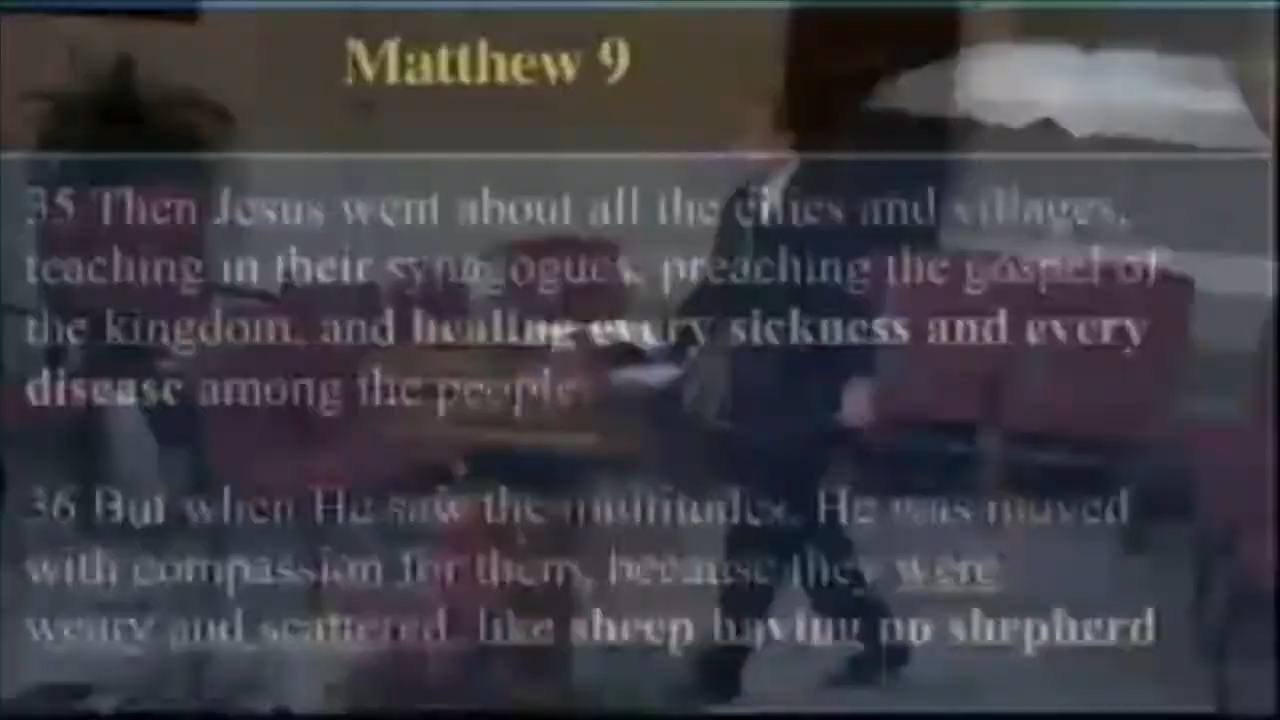 Matthew 9
35 Then Jesus went about all the cities and villages,
teaching in their synagogues, preaching the gospel of
the kingdom, and healing every sickness and every
disease among the people.
36 But when He saw the multitudes, He was moved
with compassion for them, because they were
weary and scattered, like sheep having no shepherd